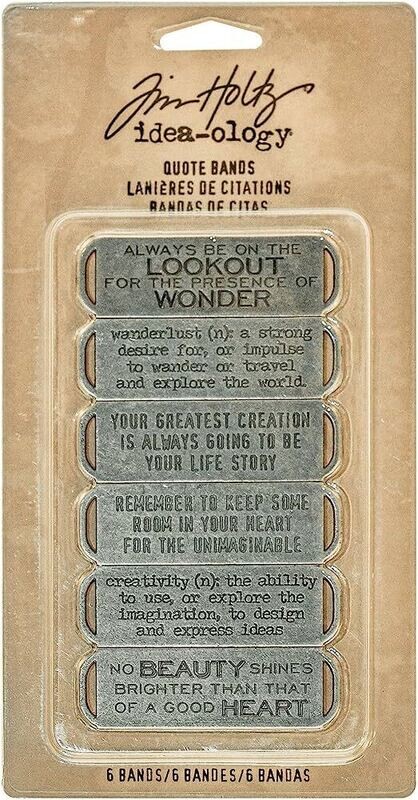 Tim Holtz
idea-ology
QUOTE BANDS
LANIÈRES DE CITATIONS
BANDAS DE CITAS
ALWAYS BE ON THE
LOOKOUT
FOR THE PRESENCE OF
WONDER
wanderlust (n): a strong
desire for, or impulse
to wander or travel
and explore the world.
YOUR GREATEST CREATION
IS ALWAYS GOING TO BE
YOUR LIFE STORY
REMEMBER TO KEEP SOME
ROOM IN YOUR HEART
FOR THE UNIMAGINABLE
creativity (n): the ability
to use, or explore the
imagination, to design
and express ideas
NO BEAUTY SHINES
BRIGHTER THAN THAT
OF A GOOD HEART
6 BANDS/6 BANDES/6 BANDAS